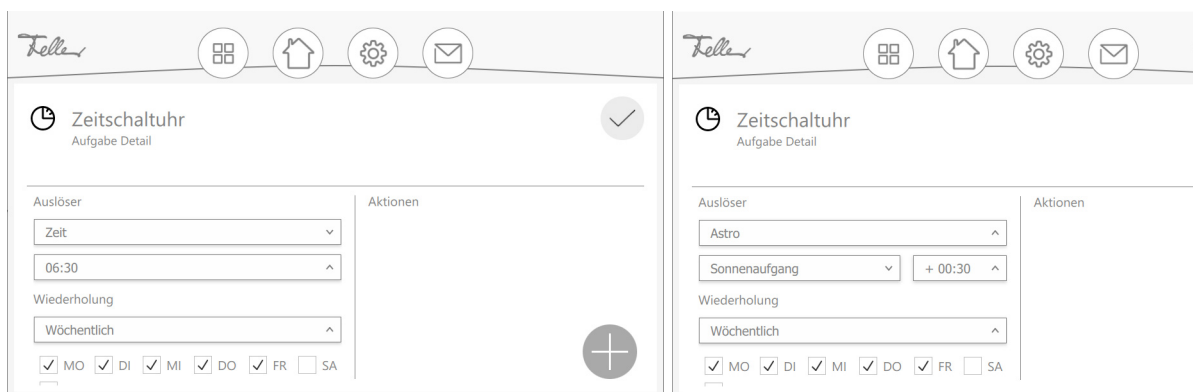 Feller
Zeitschaltuhr
Aufgabe Detail
Auslöser
Zeit
06:30
Wiederholung
Wöchentlich
MO DI MI DO FR SA
Aktionen
Feller
Zeitschaltuhr
Aufgabe Detail
Auslöser
Astro
Sonnenaufgang + 00:30
Wiederholung
Wöchentlich
MO DI MI DO FR SA
Aktionen